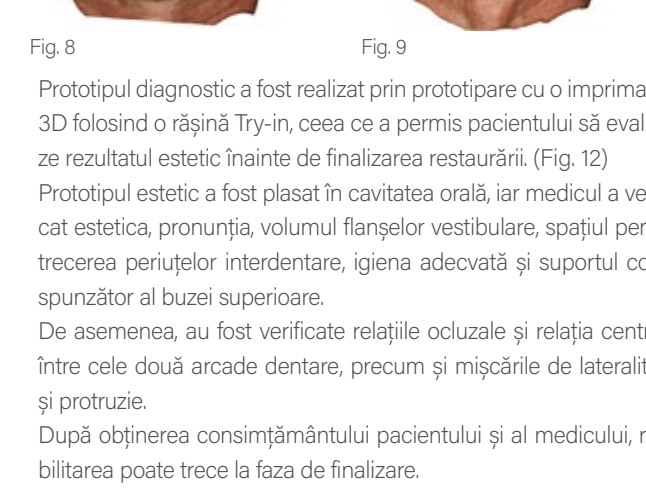 Fig. 8
Fig. 9
Prototipul diagnostic a fost realizat prin prototipare cu o imprima
3D folosind o rășină Try-in, ceea ce a permis pacientului să eval
ze rezultatul estetic înainte de finalizarea restaurării. (Fig. 12)
Prototipul estetic a fost plasat în cavitatea orală, iar medicul a ve
cat estetica, pronunția, volumul flanșelor vestibulare, spațiul per
trecerea periuțelor interdentare, igiena adecvată și suportul co
spunzător al buzei superioare.
De asemenea, au fost verificate relațiile ocluzale și relația centr
între cele două arcade dentare, precum și mișcările de lateralit
și protruzie.
După obținerea consimțământului pacientului și al medicului, r
bilitarea poate trece la faza de finalizare.